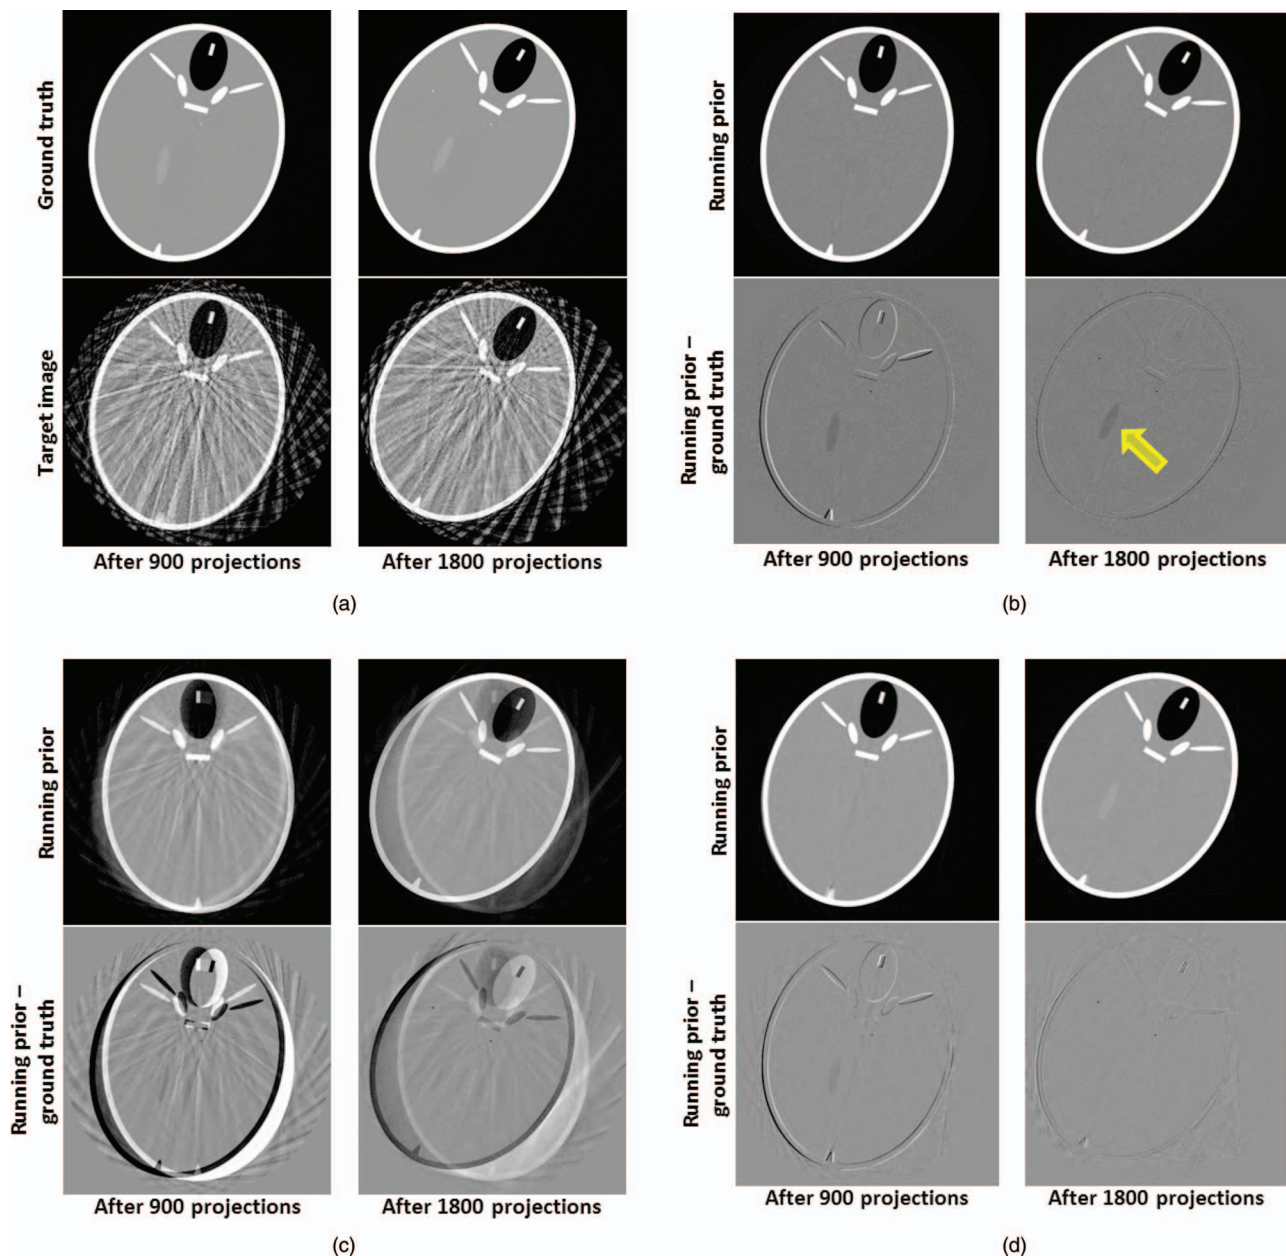 Ground truth
Target image
After 900 projections
After 1800 projections
(a)
Running prior
Running prior –
ground truth
After 900 projections
After 1800 projections
(b)
Running prior
Running prior –
ground truth
After 900 projections
After 1800 projections
(c)
Running prior
Running prior –
ground truth
After 900 projections
After 1800 projections
(d)